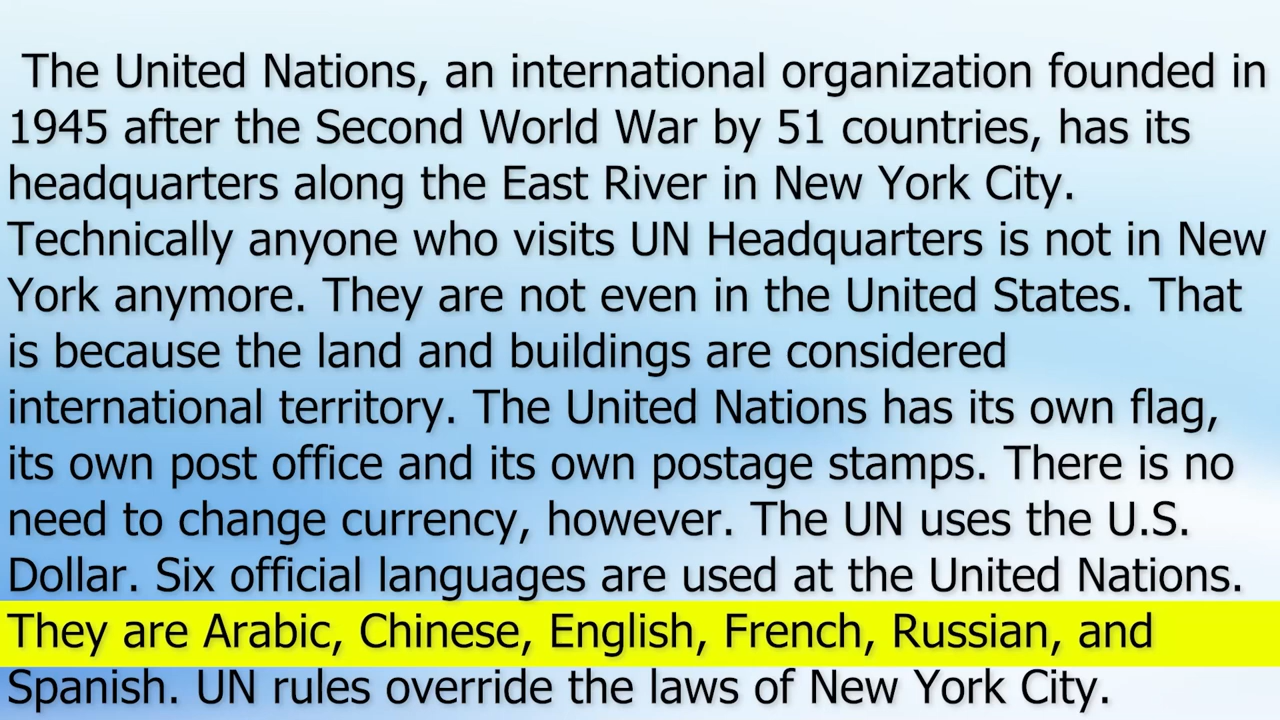 The United Nations, an international organization founded in
1945 after the Second World War by 51 countries, has its
headquarters along the East River in New York City.
Technically anyone who visits UN Headquarters is not in New
York anymore. They are not even in the United States. That
is because the land and buildings are considered
international territory. The United Nations has its own flag,
its own post office and its own postage stamps. There is no
need to change currency, however. The UN uses the U.S.
Dollar. Six official languages are used at the United Nations.
They are Arabic, Chinese, English, French, Russian, and
Spanish. UN rules override the laws of New York City.